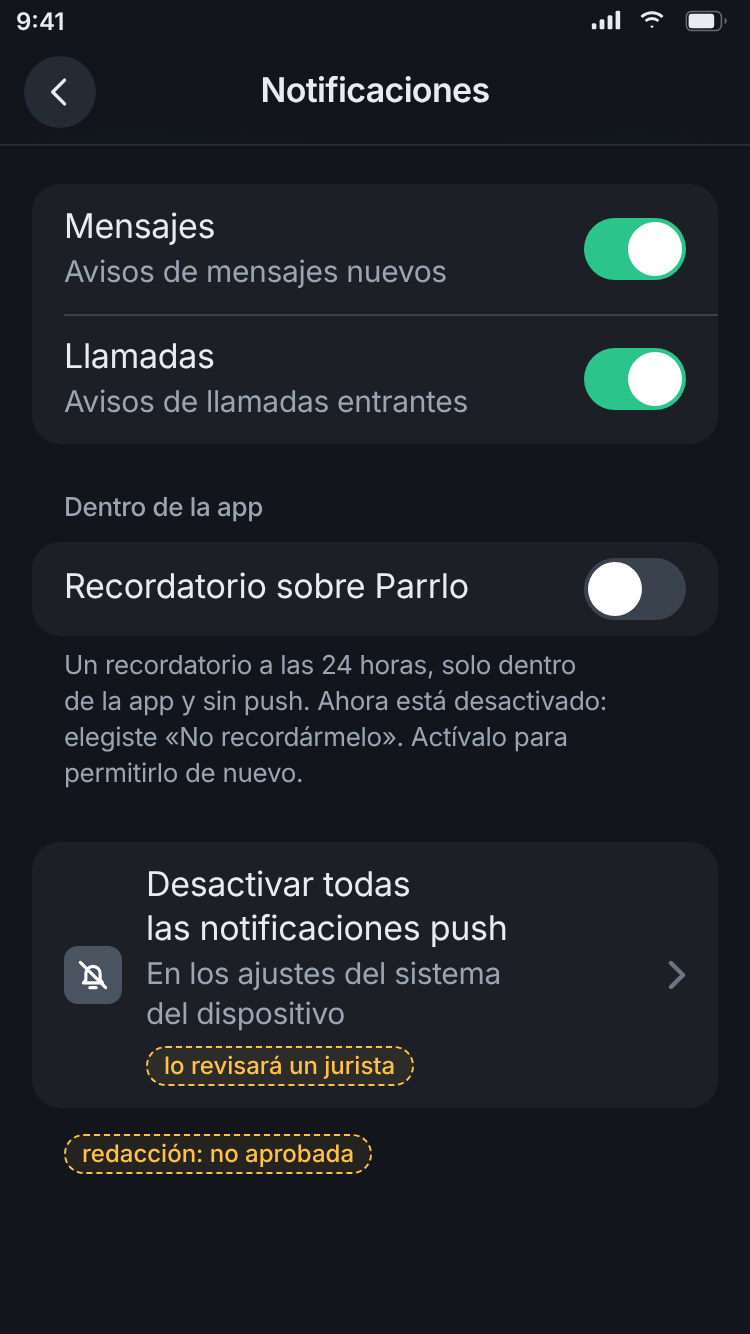 9:41
Notificaciones
Mensajes
Avisos de mensajes nuevos
Llamadas
Avisos de llamadas entrantes
Dentro de la app
Recordatorio sobre Parrlo
Un recordatorio a las 24 horas, solo dentro
de la app y sin push. Ahora está desactivado:
elegiste «No recordármelo». Actívalo para
permitirlo de nuevo.
Desactivar todas
las notificaciones push
En los ajustes del sistema
del dispositivo
lo revisará un jurista
redacción: no aprobada